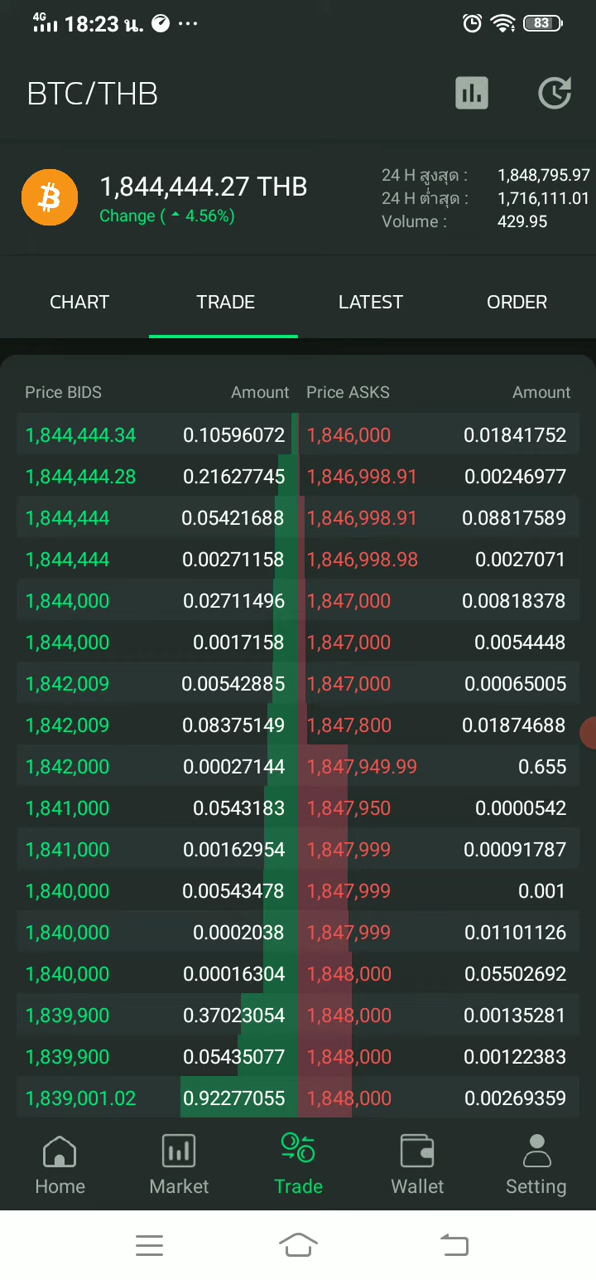 4G 18:23 น. ... 83
BTC/THB
1,844,444.27 THB
Change ( 4.56%)
24 H สูงสุด : 1,848,795.97
24 H ต่ำสุด : 1,716,111.01
Volume : 429.95
CHART TRADE LATEST ORDER
Price BIDS Amount Price ASKS Amount
1,844,444.34 0.10596072 1,846,000 0.01841752
1,844,444.28 0.21627745 1,846,998.91 0.00246977
1,844,444 0.05421688 1,846,998.91 0.08817589
1,844,444 0.00271158 1,846,998.98 0.0027071
1,844,000 0.02711496 1,847,000 0.00818378
1,844,000 0.0017158 1,847,000 0.0054448
1,842,009 0.00542885 1,847,000 0.00065005
1,842,009 0.08375149 1,847,800 0.01874688
1,842,000 0.00027144 1,847,949.99 0.655
1,841,000 0.0543183 1,847,950 0.0000542
1,841,000 0.00162954 1,847,999 0.00091787
1,840,000 0.00543478 1,847,999 0.001
1,840,000 0.0002038 1,847,999 0.01101126
1,840,000 0.00016304 1,848,000 0.05502692
1,839,900 0.37023054 1,848,000 0.00135281
1,839,900 0.05435077 1,848,000 0.00122383
1,839,001.02 0.92277055 1,848,000 0.00269359
Home Market Trade Wallet Setting